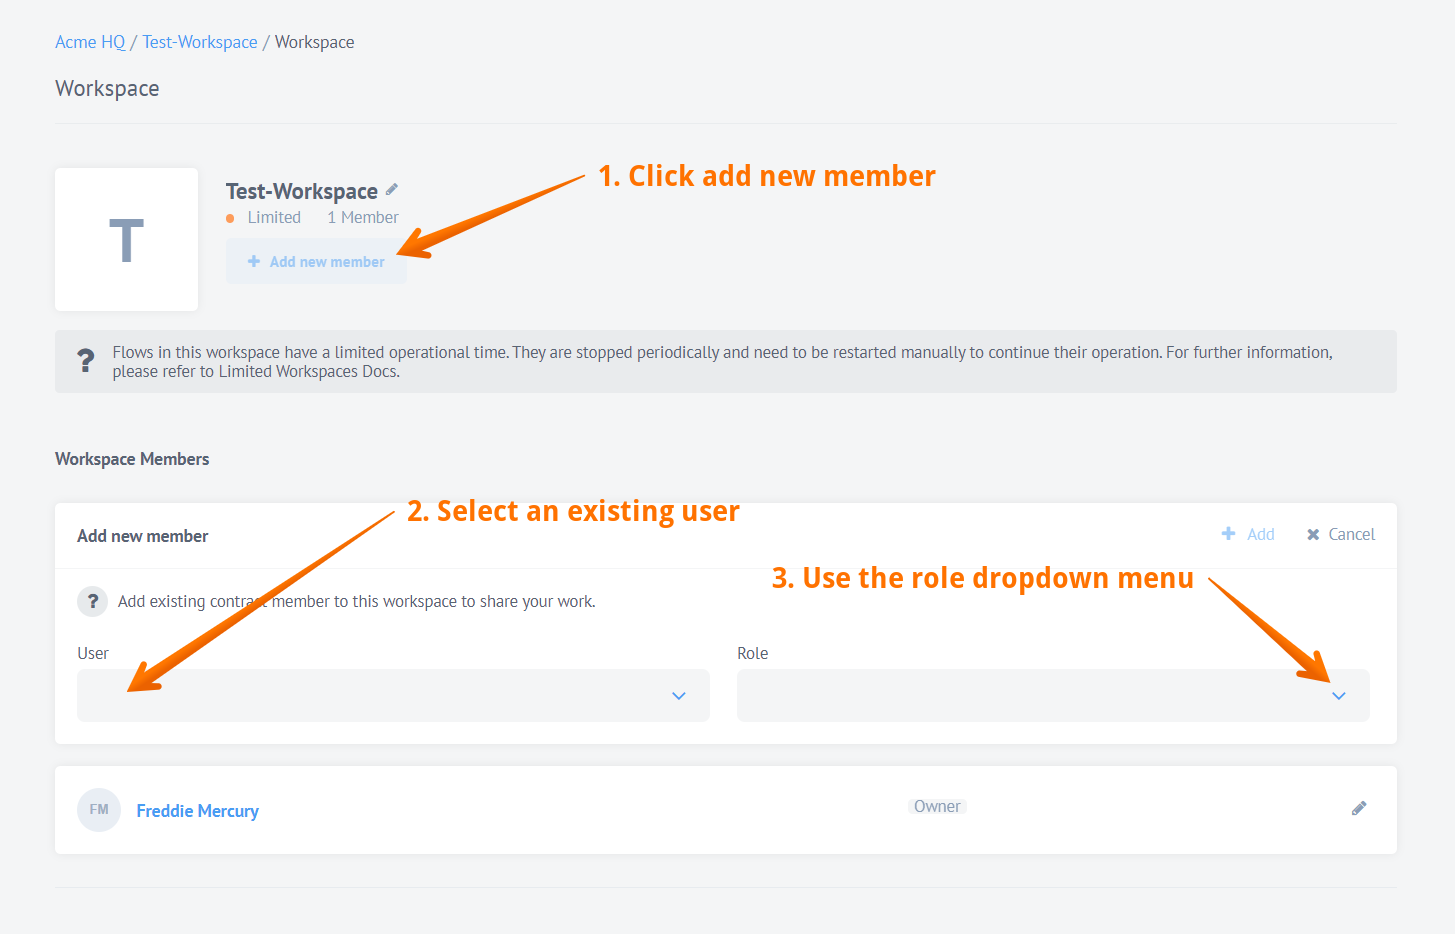 Acme HQ / Test-Workspace / Workspace
Workspace
1. Click add new member
T
Test-Workspace
Limited 1 Member
+ Add new member
? Flows in this workspace have a limited operational time. They are stopped periodically and need to be restarted manually to continue their operation. For further information,
please refer to Limited Workspaces Docs.
Workspace Members
2. Select an existing user
Add new member
+ Add ✖ Cancel
3. Use the role dropdown menu
? Add existing contract member to this workspace to share your work.
User
Role
FM Freddie Mercury Owner